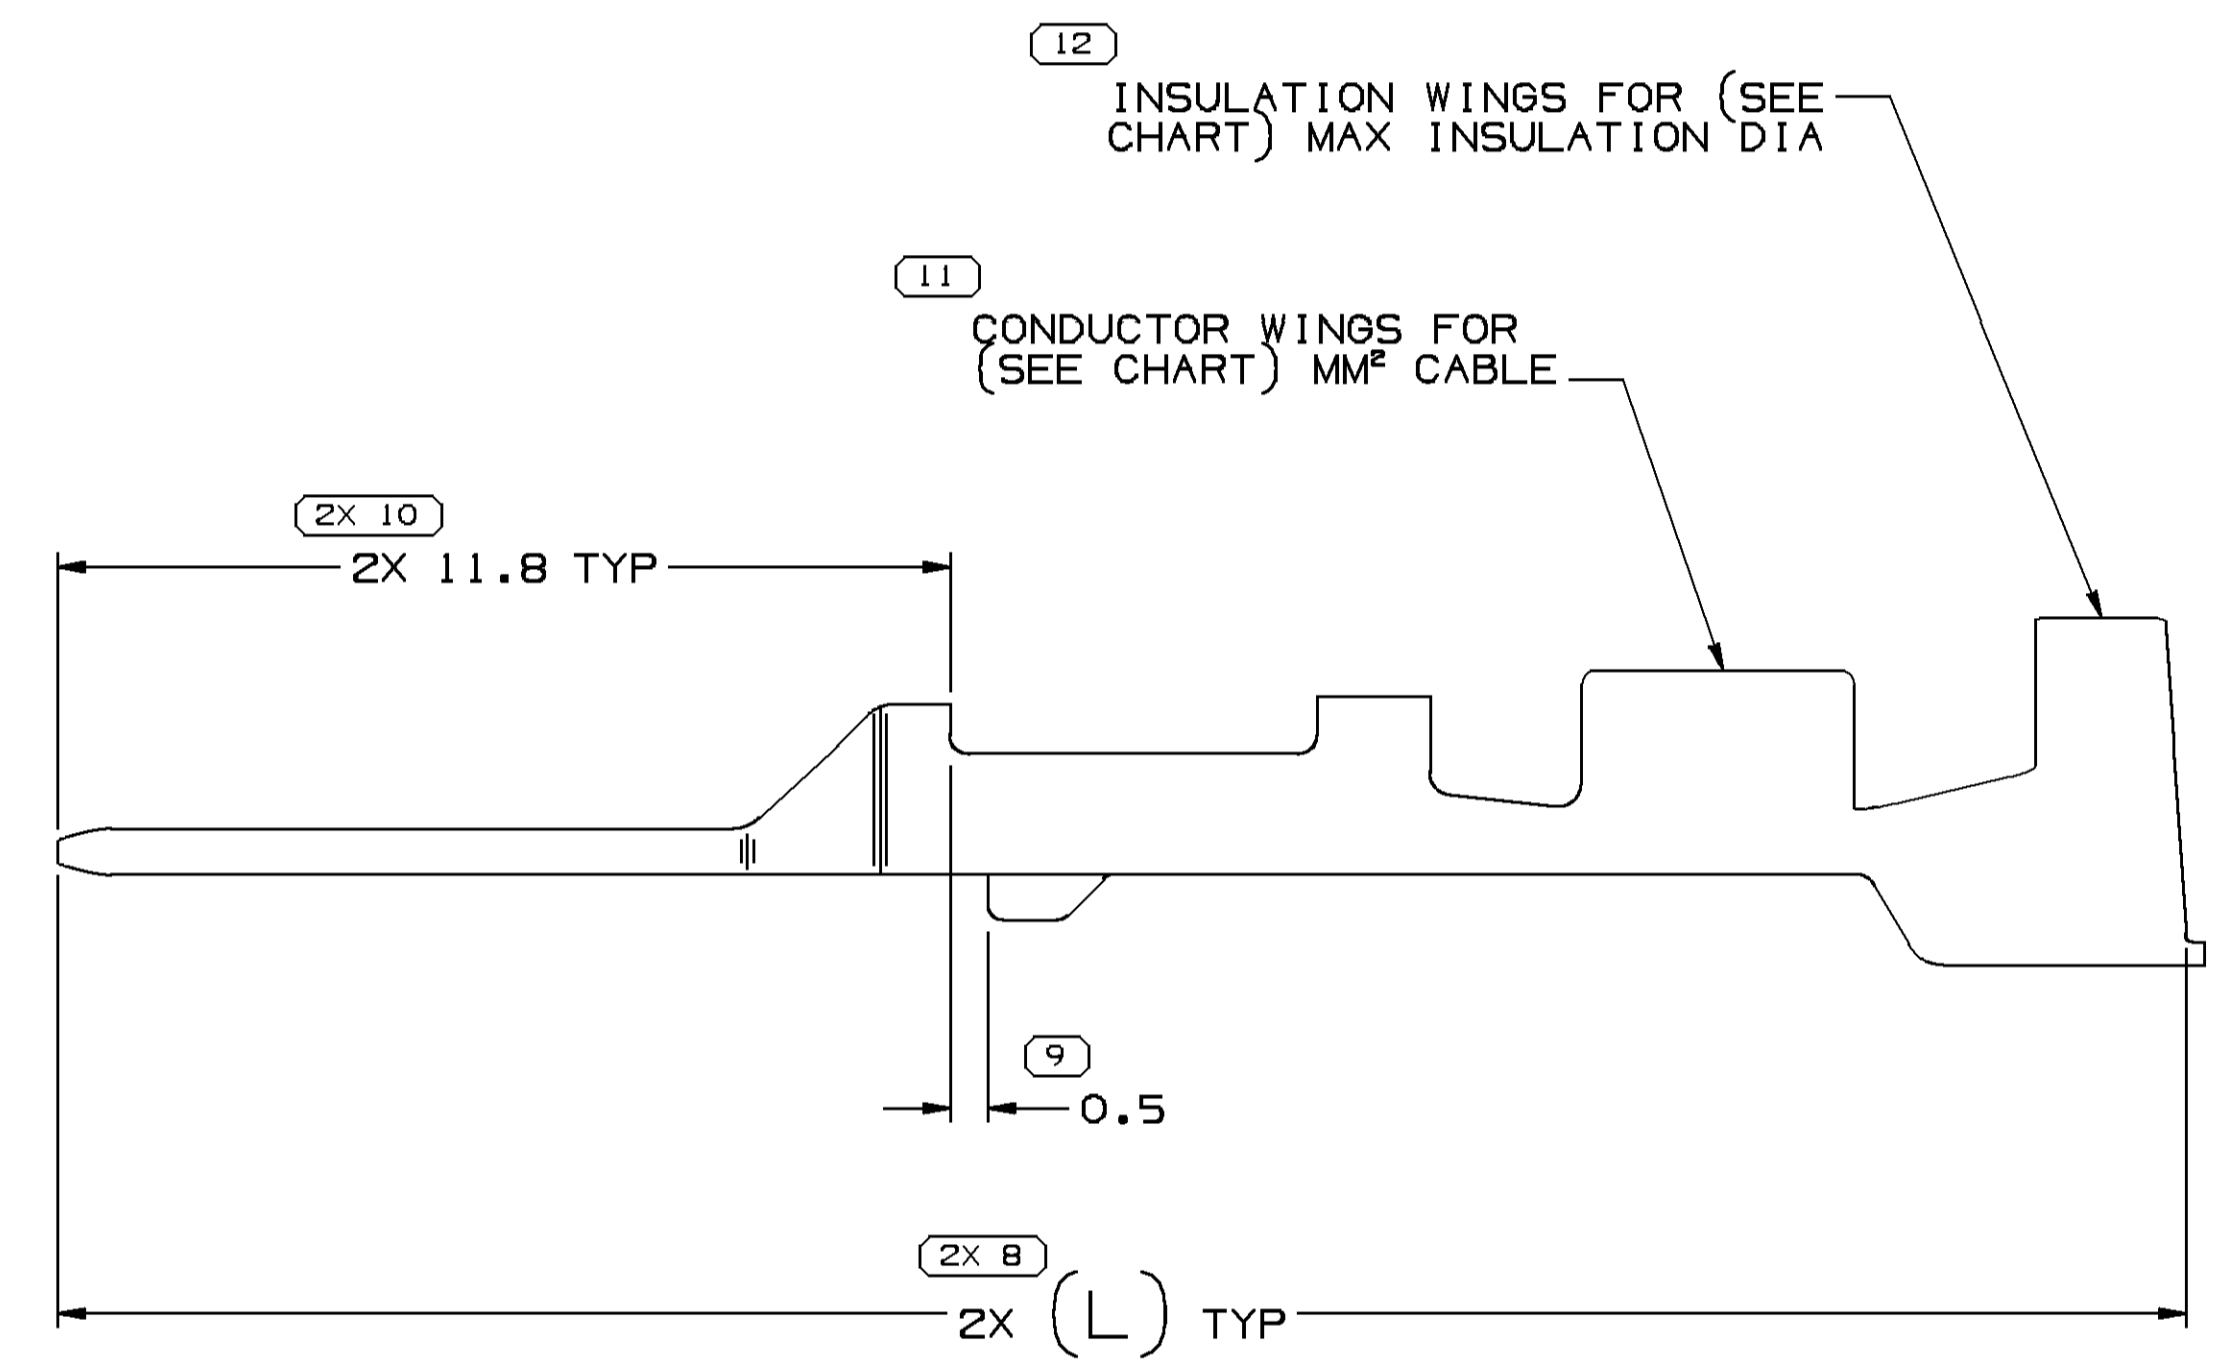 12
INSULATION WINGS FOR (SEE
CHART) MAX INSULATION DIA
11
CONDUCTOR WINGS FOR
(SEE CHART) MM² CABLE
2X 10
2X 11.8 TYP
9
0.5
2X 8
2X (L) TYP